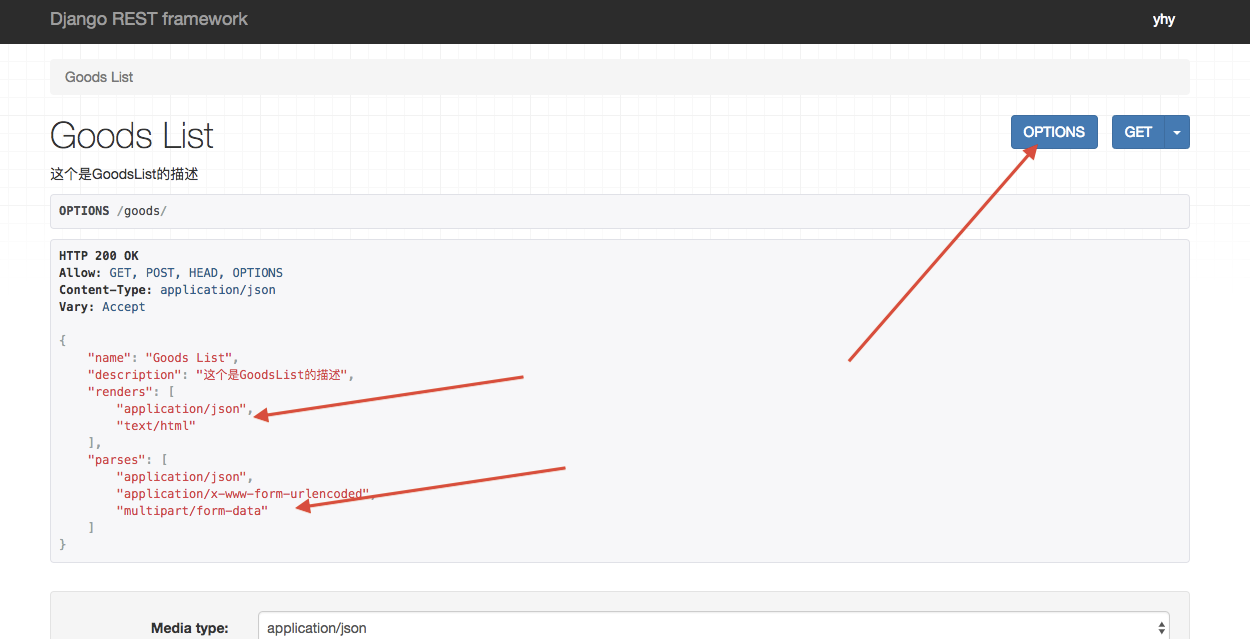 Django REST framework
yhy
Goods List
Goods List
OPTIONS
GET
这个是GoodsList的描述
OPTIONS /goods/
HTTP 200 OK
Allow: GET, POST, HEAD, OPTIONS
Content-Type: application/json
Vary: Accept
{
    "name": "Goods List",
    "description": "这个是GoodsList的描述",
    "renders": [
        "application/json",
        "text/html"
    ],
    "parses": [
        "application/json",
        "application/x-www-form-urlencoded",
        "multipart/form-data"
    ]
}
Media type:
application/json